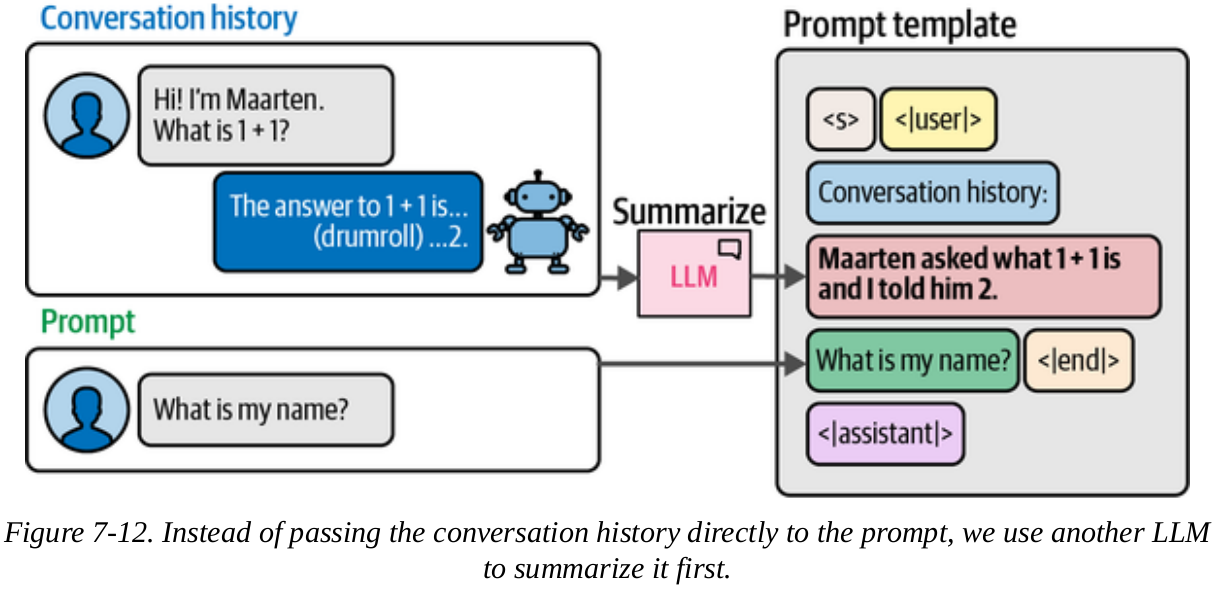 Conversation history
Hi! I'm Maarten.
What is 1 + 1?
The answer to 1 + 1 is...
(drumroll) ...2.
Prompt
What is my name?
Summarize
LLM
Prompt template
<s> <|user|>
Conversation history:
Maarten asked what 1 + 1 is
and I told him 2.
What is my name? <|end|>
<|assistant|>
Figure 7-12. Instead of passing the conversation history directly to the prompt, we use another LLM
to summarize it first.